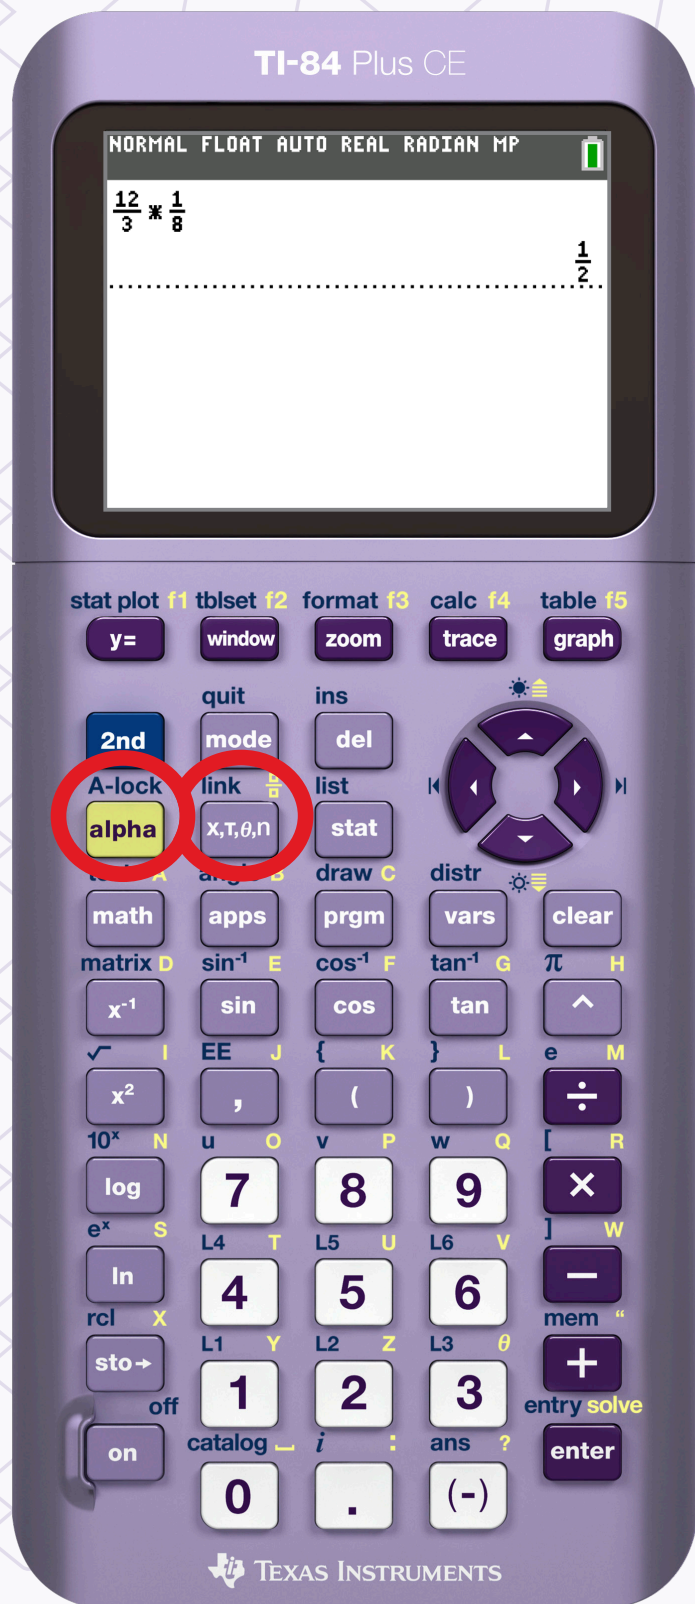 TI-84 Plus CE
NORMAL FLOAT AUTO REAL RADIAN MP
12/3 * 1/8
1/2
stat plot f1 tblset f2 format f3 calc f4 table f5
y= window zoom trace graph
quit ins
2nd mode del
A-lock link list
alpha X,T,θ,n stat
A B draw C distr
math apps prgm vars clear
matrix D sin⁻¹ E cos⁻¹ F tan⁻¹ G π H
x⁻¹ sin cos tan ^
√ I EE J { K } L e M
x² , ( ) ÷
10ˣ N u O v P w Q [ R
log 7 8 9 ×
eˣ S L4 T L5 U L6 V ] W
ln 4 5 6 −
rcl X L1 Y L2 Z L3 θ mem “
sto→ 1 2 3 +
off catalog ⎵ i : ans ? entry solve
on 0 . (-) enter
TEXAS INSTRUMENTS